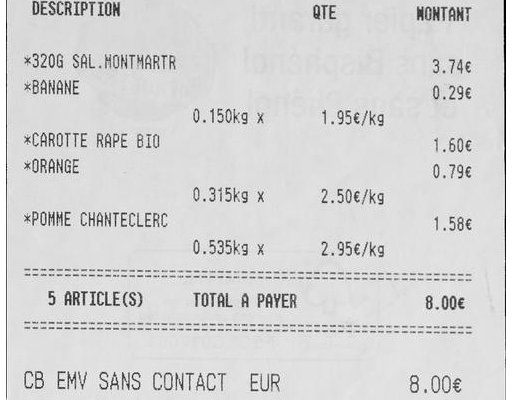 DESCRIPTION QTE MONTANT
*320G SAL.MONTMARTR 3.74€
*BANANE 0.29€
0.150kg x 1.95€/kg
*CAROTTE RAPE BIO 1.60€
*ORANGE 0.79€
0.315kg x 2.50€/kg
*POMME CHANTECLERC 1.58€
0.535kg x 2.95€/kg
5 ARTICLE(S) TOTAL A PAYER 8.00€
CB EMV SANS CONTACT EUR 8.00€